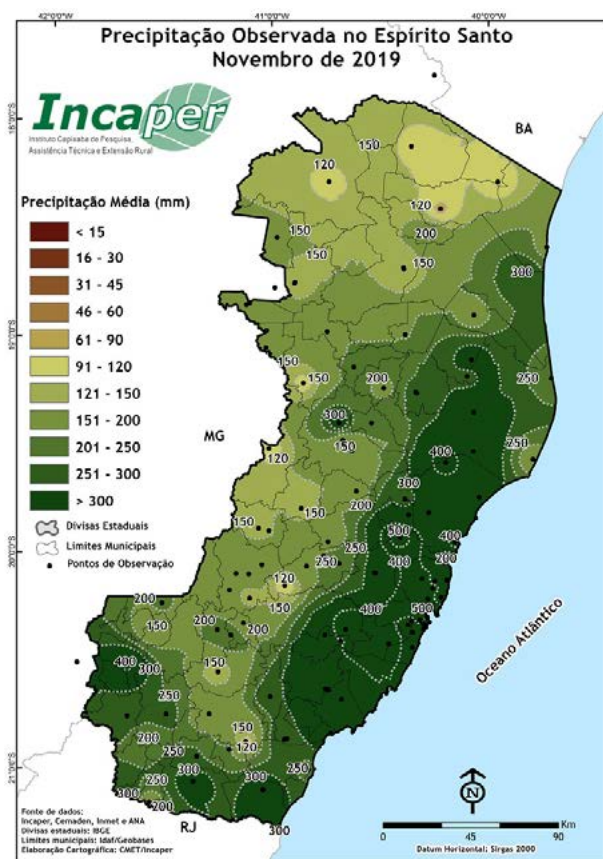 42°0'0"W
41°0'0"W
40°0'0"W
Precipitação Observada no Espírito Santo
Novembro de 2019
Incaper
Instituto Capixaba de Pesquisa,
Assistência Técnica e Extensão Rural
18°0'0"S
BA
Precipitação Média (mm)
< 15
16 - 30
31 - 45
46 - 60
61 - 90
91 - 120
121 - 150
151 - 200
201 - 250
251 - 300
> 300
Divisas Estaduais
Limites Municipais
Pontos de Observação
150
120
120
200
150
150
150
300
19°0'0"S
150
150
200
250
300
150
MG
120
400
250
300
200
150
150
500
400
20°0'0"S
250
250
400
200
120
150
400
500
200
150
200
200
Oceano Atlântico
400
300
150
250
150
200
250
120
250
21°0'0"S
250
300
300
300
200
300
RJ
Fonte de dados:
Incaper, Cemaden, Inmet e ANA
Divisas estaduais: IBGE
Limites municipais: Idaf/Geobases
Elaboração Cartográfica: CMET/Incaper
N
Km
0 45 90
Datum Horizontal: Sirgas 2000